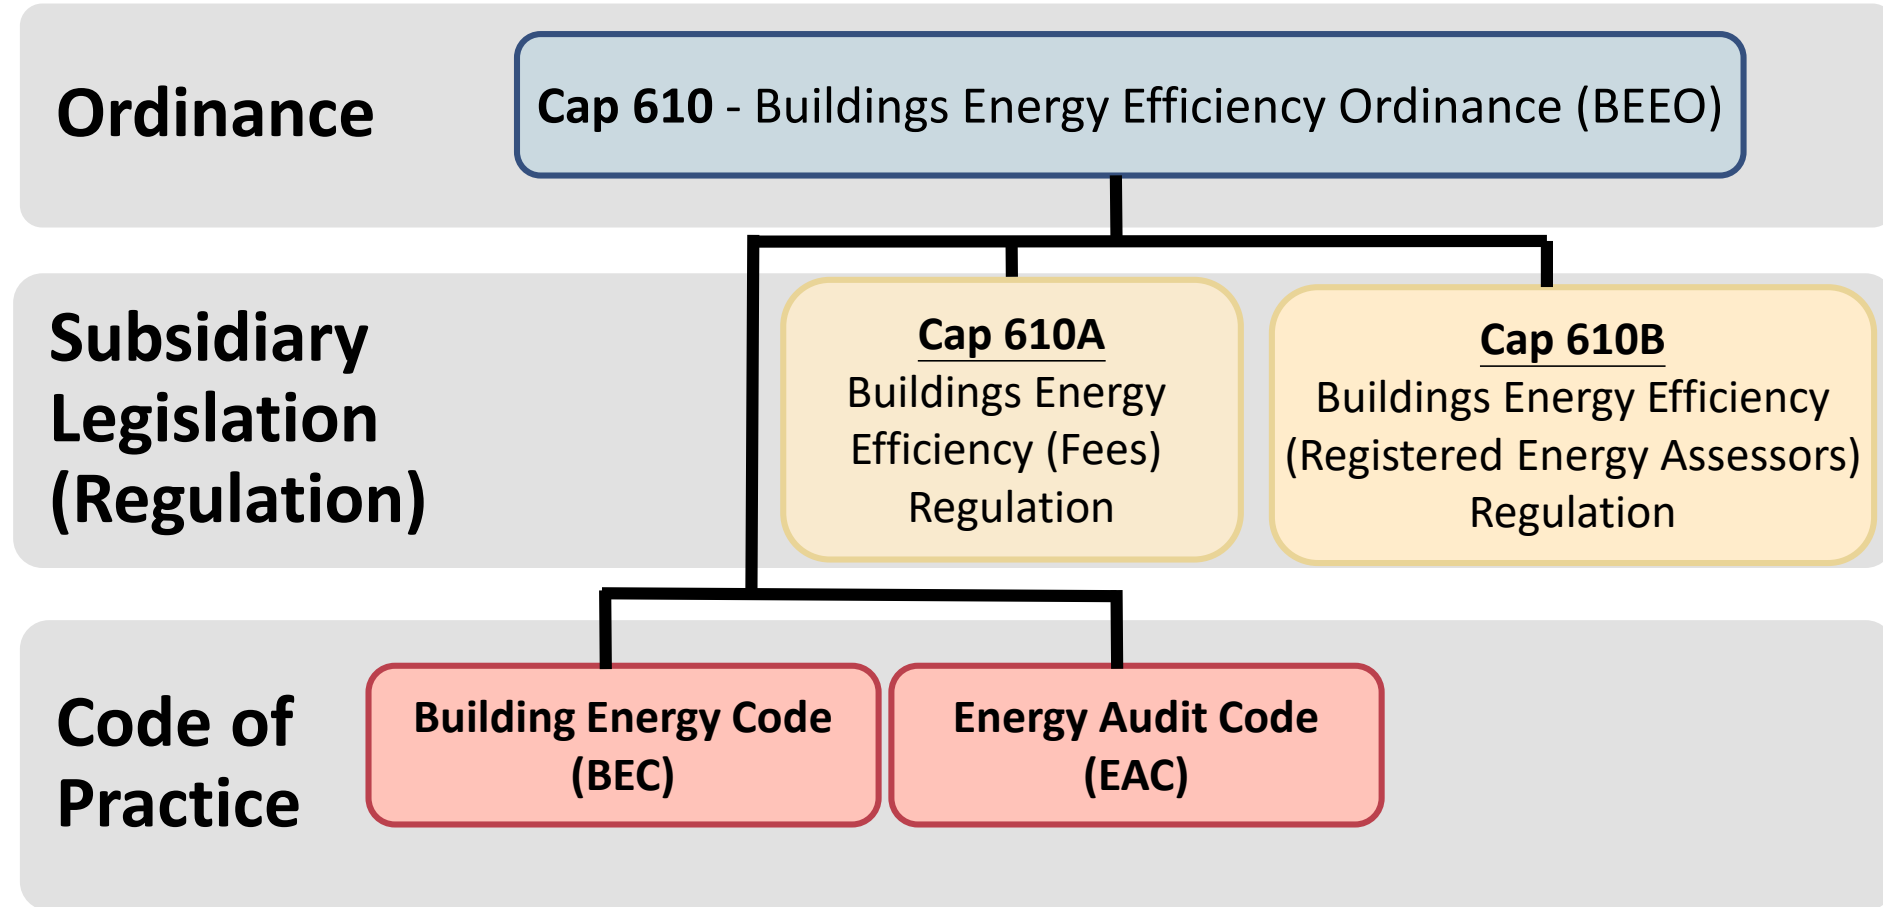 Ordinance
Cap 610 - Buildings Energy Efficiency Ordinance (BEEO)
Subsidiary
Legislation
(Regulation)
Cap 610A
Buildings Energy
Efficiency (Fees)
Regulation
Cap 610B
Buildings Energy Efficiency
(Registered Energy Assessors)
Regulation
Code of
Practice
Building Energy Code
(BEC)
Energy Audit Code
(EAC)